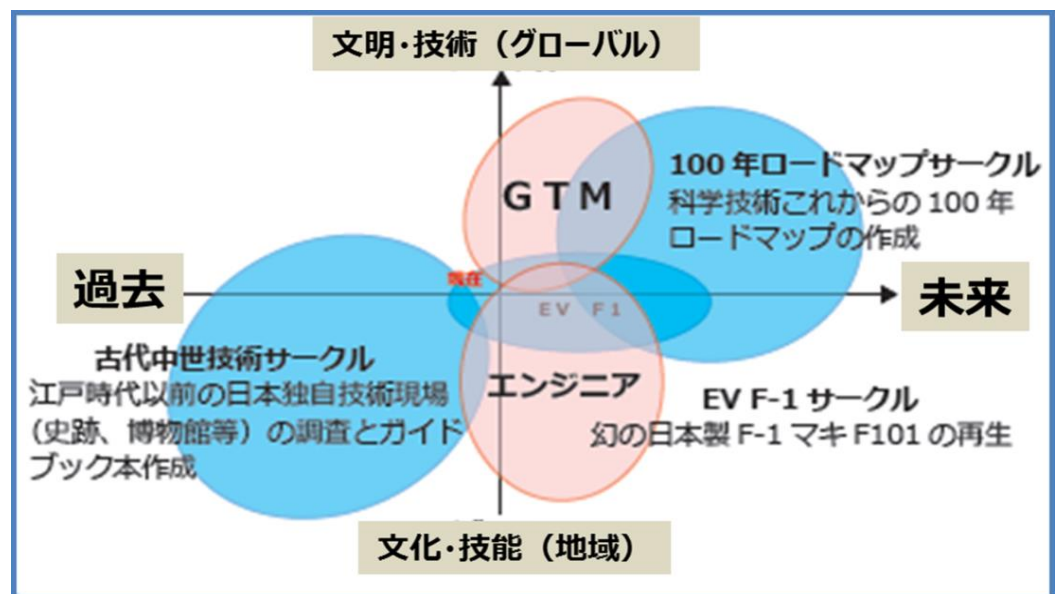 文明・技術（グローバル）
GTM
100年ロードマップサークル
科学技術これからの100年
ロードマップの作成
過去
現在
未来
EV F1
古代中世技術サークル
江戸時代以前の日本独自技術現場
（史跡、博物館等）の調査とガイド
ブック本作成
エンジニア
EV F-1サークル
幻の日本製F-1マキF101の再生
文化・技能（地域）